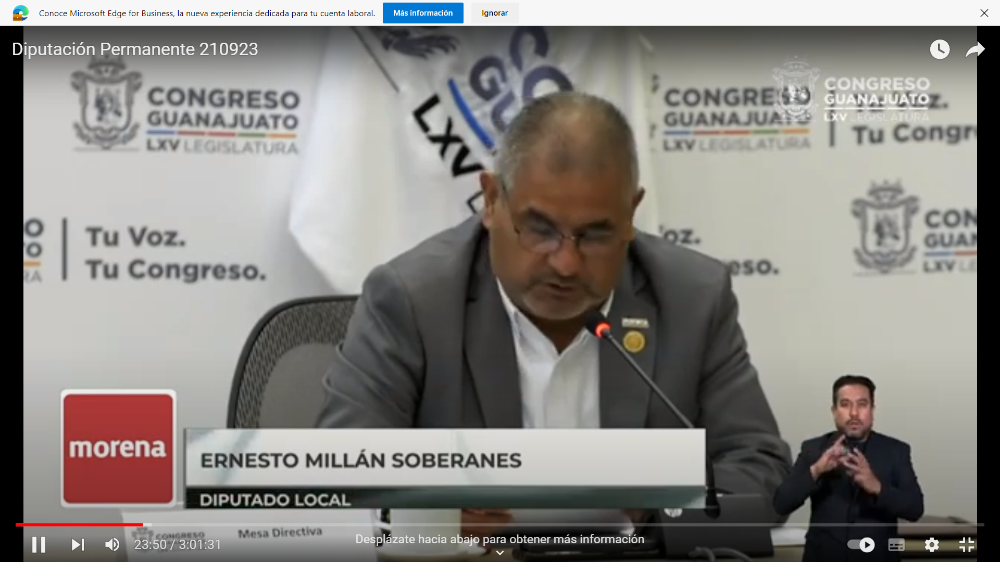 Conoce Microsoft Edge for Business, la nueva experiencia dedicada para tu cuenta laboral.
Más información
Ignorar
Diputación Permanente 210923
CONGRESO
GUANAJUATO
LXV LEGISLATURA
LXV
CONGRESO
GUANAJUATO
LXV LEGISLATURA
Tu Congr
CONGRESO
GUANAJUATO
LXV LEGISLATURA
Tu Voz.
Tu Congreso.
oz.
eso.
CON
GUAN
LXV LE
morena
ERNESTO MILLÁN SOBERANES
DIPUTADO LOCAL
CONGRESO
Mesa Directiva
23:50 / 3:01:31
Desplázate hacia abajo para obtener más información